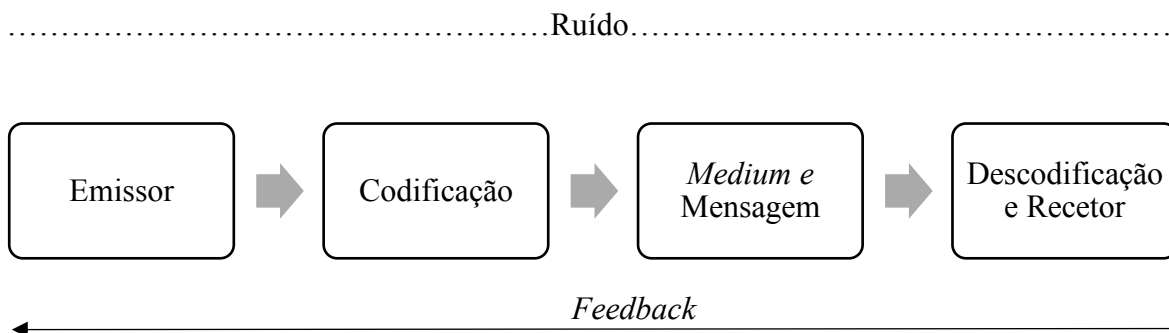 ……………………………………………Ruído……………………………………………
Emissor
Codificação
Medium e
Mensagem
Descodificação
e Recetor
Feedback